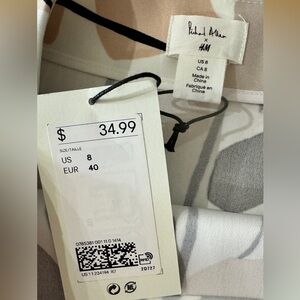 Richard Allan
x
H&M
US 8
CA 8
Made in
China
Fabriqué en
Chine
$ 34.99
SIZE/TAILLE
US 8
EUR 40
20727